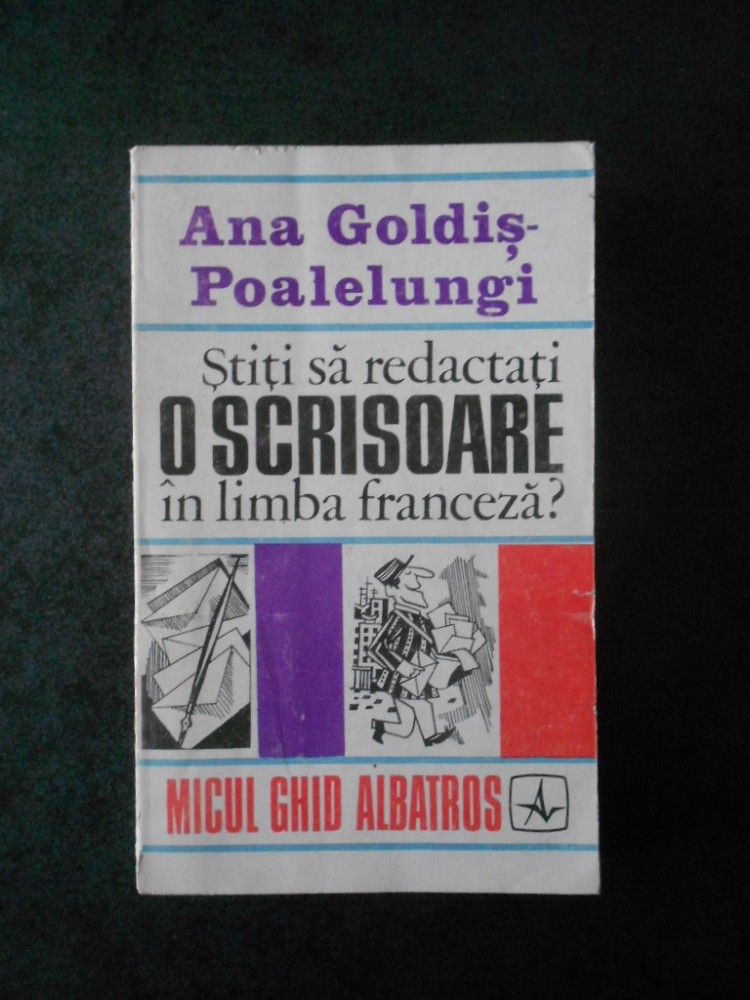 Ana Goldiș-
Poalelungi
Știți să redactați
O SCRISOARE
în limba franceză?
MICUL GHID ALBATROS